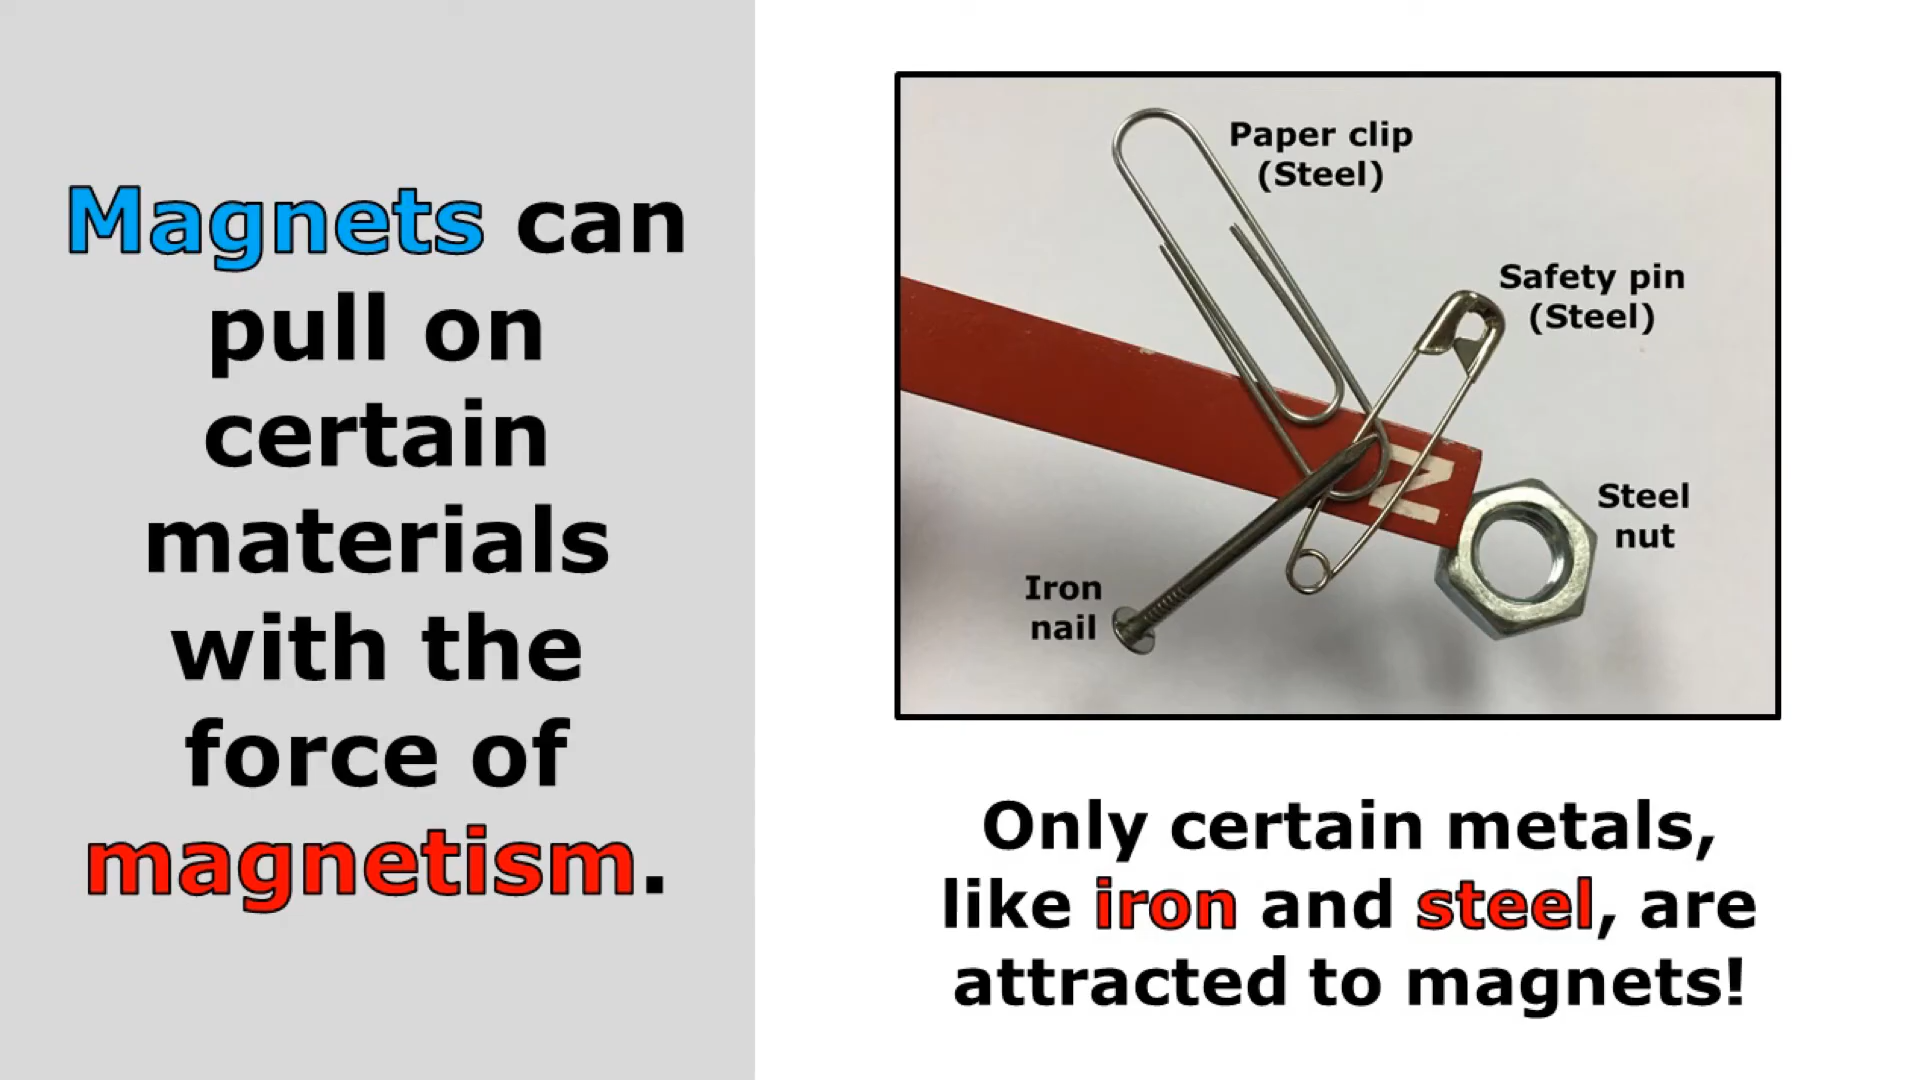 Magnets can
pull on
certain
materials
with the
force of
magnetism.
Paper clip
(Steel)
Safety pin
(Steel)
Steel
nut
Iron
nail
N
Only certain metals,
like iron and steel, are
attracted to magnets!